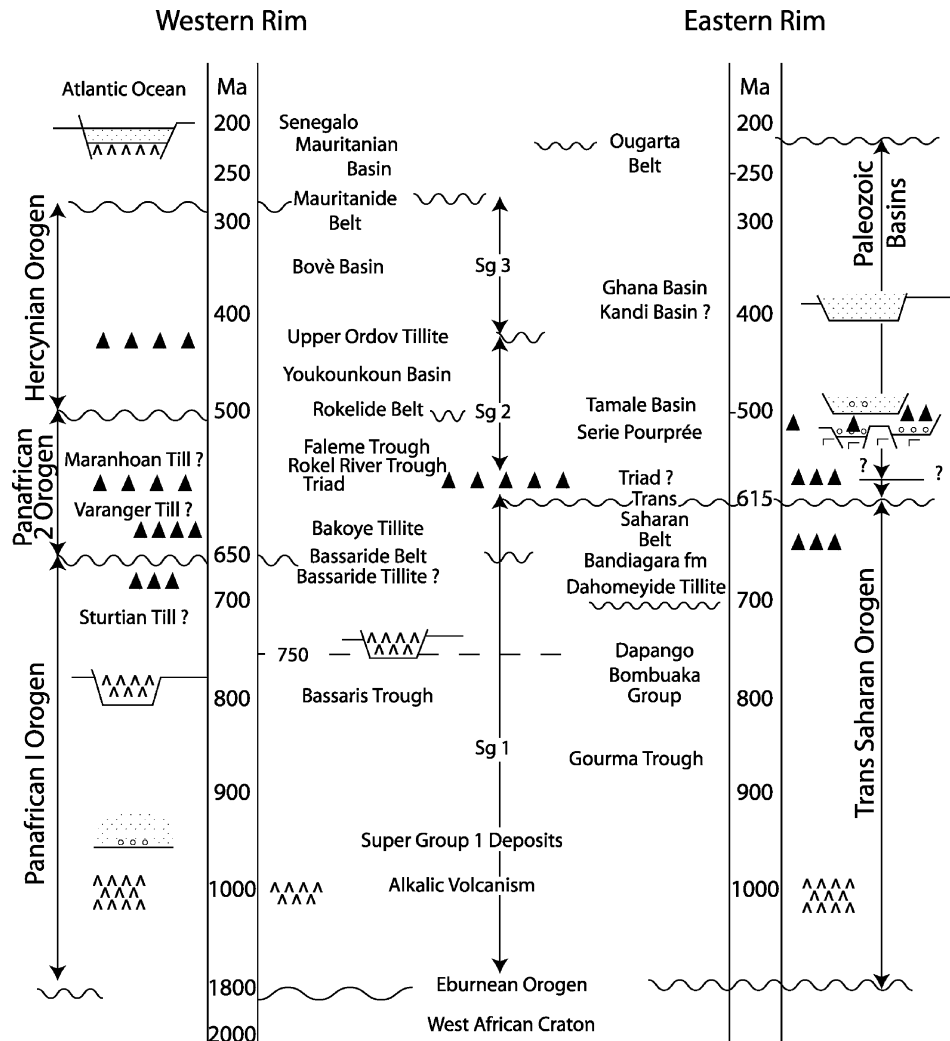 Western Rim
Eastern Rim
Atlantic Ocean
Ma
Ma
200
Senegalo
Mauritanian
Basin
Ougarta
Belt
200
250
250
Mauritanide
Belt
300
300
Hercynian Orogen
Paleozoic
Basins
Bovè Basin
Sg 3
Ghana Basin
Kandi Basin ?
400
400
Upper Ordov Tillite
Youkounkoun Basin
500
Rokelide Belt
Sg 2
Tamale Basin
500
Serie Pourprée
Panafrican
2 Orogen
Maranhoan Till ?
Faleme Trough
Rokel River Trough
Triad
Triad ?
?
?
Varanger Till ?
Trans
Saharan
Belt
615
Bakoye Tillite
650
Bassaride Belt
Bassaride Tillite ?
Bandiagara fm
Dahomeyide Tillite
700
700
Sturtian Till ?
750
Dapango
Bombuaka
Group
800
Bassaris Trough
800
Panafrican I Orogen
Sg 1
Gourma Trough
Trans Saharan Orogen
900
900
Super Group 1 Deposits
1000
Alkalic Volcanism
1000
1800
Eburnean Orogen
West African Craton
2000